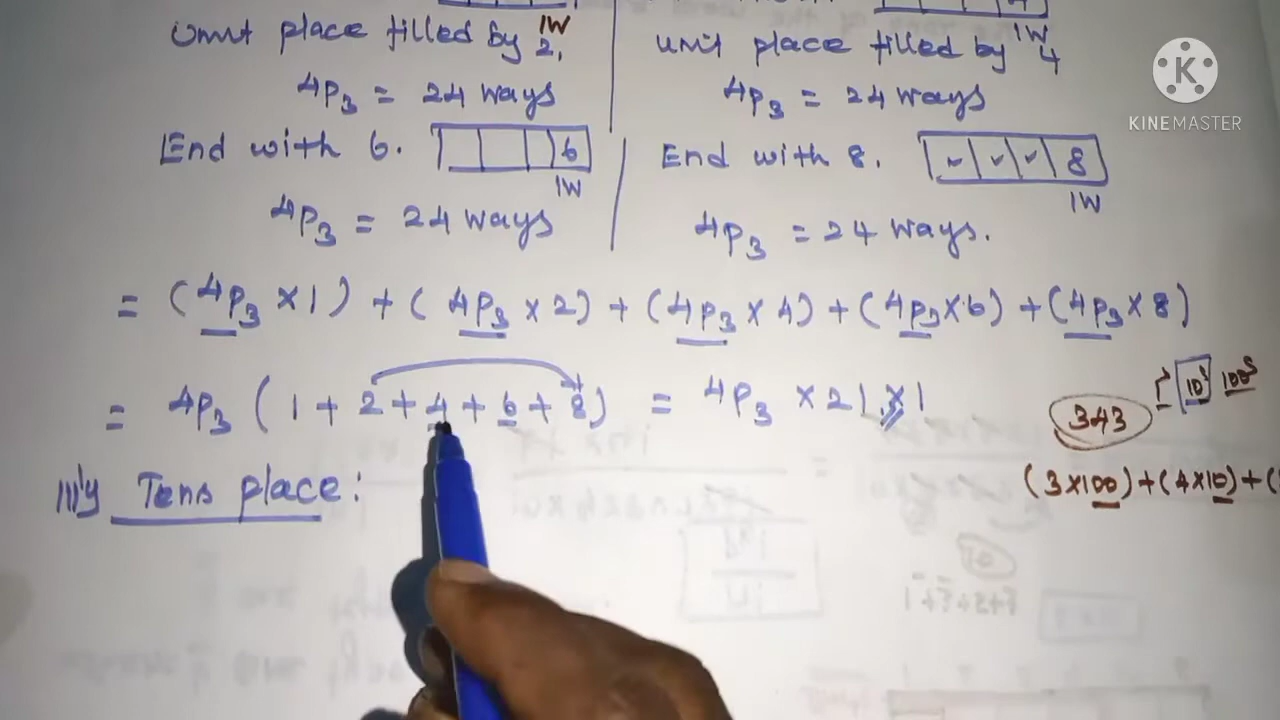 Unit place filled by 2,
1W
4P3 = 24 ways
End with 6. 6
1W
4P3 = 24 ways
4
1W
unit place filled by 4
4P3 = 24 ways
End with 8. 8
1W
4P3 = 24 ways.
= (4P3 × 1) + (4P3 × 2) + (4P3 × 4) + (4P3 × 6) + (4P3 × 8)
= 4P3 (1 + 2 + 4 + 6 + 8) = 4P3 × 21 × 1
10's 100's
343
(3×100) + (4×10) + (
|||'y Tens place:
K
KINEMASTER